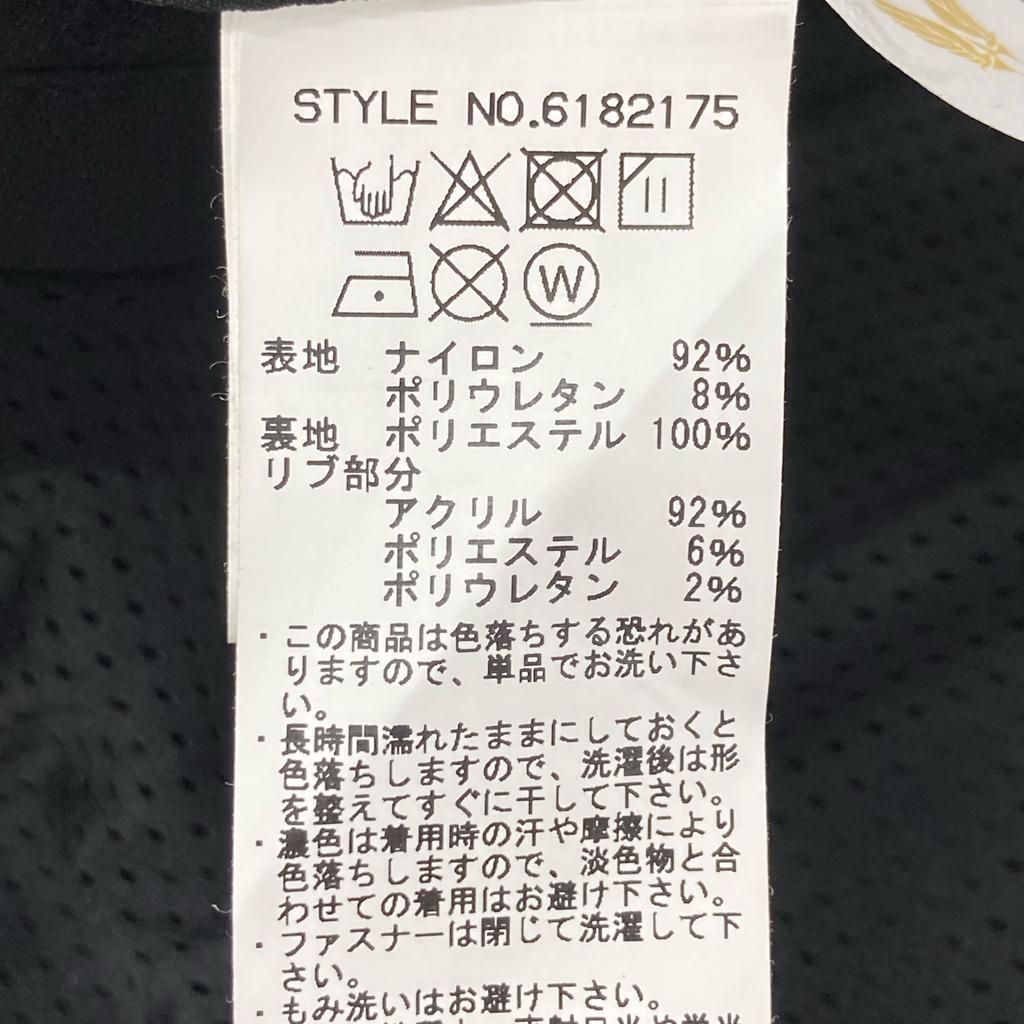 STYLE NO.6182175
W
表地 ナイロン 92%
ポリウレタン 8%
裏地 ポリエステル 100%
リブ部分
アクリル 92%
ポリエステル 6%
ポリウレタン 2%
・この商品は色落ちする恐れがあ
りますので、単品でお洗い下さ
い。
・長時間濡れたままにしておくと
色落ちしますので、洗濯後は形
を整えてすぐに干して下さい。
・濃色は着用時の汗や摩擦により
色落ちしますので、淡色物と合
わせての着用はお避け下さい。
・ファスナーは閉じて洗濯して下
さい。
・もみ洗いはお避け下さい。